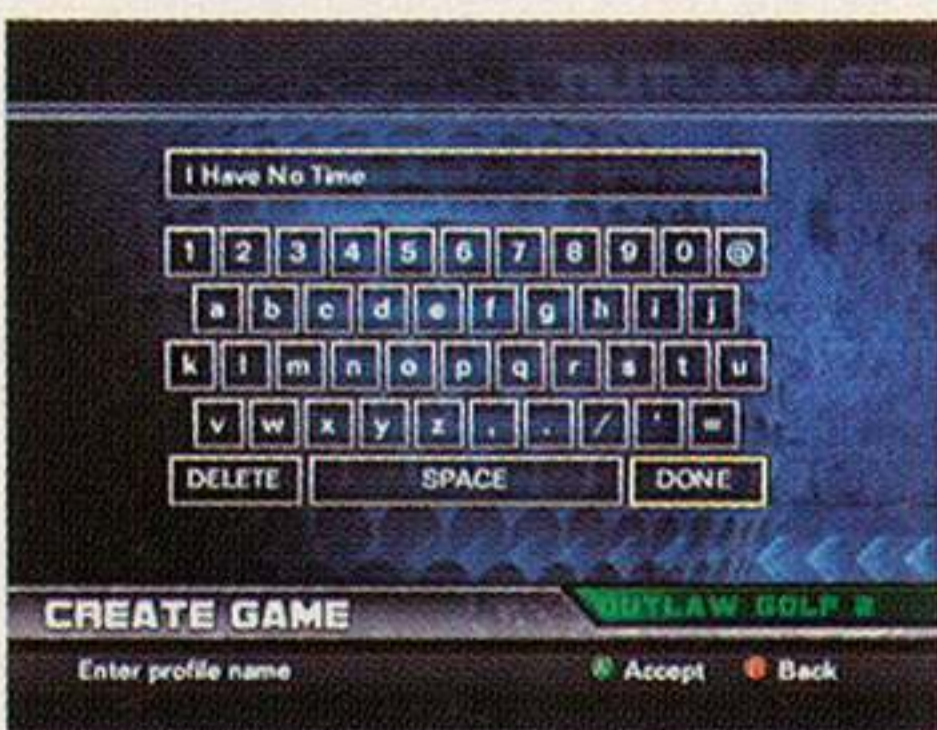 I Have No Time
1 2 3 4 5 6 7 8 9 0 @
a b c d e f g h i j
k l m n o p q r s t u
v w x y z , . / ' =
DELETE SPACE DONE
CREATE GAME
OUTLAW GOLF 2
Enter profile name
A Accept B Back